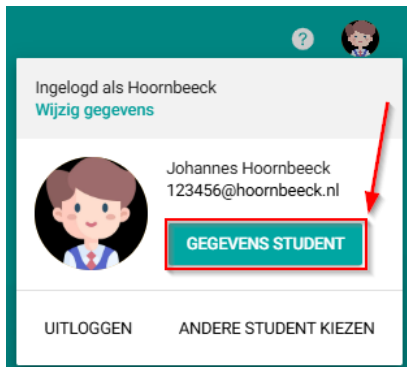 ?
Ingelogd als Hoornbeeck
Wijzig gegevens
Johannes Hoornbeeck
123456@hoornbeeck.nl
GEGEVENS STUDENT
UITLOGGEN ANDERE STUDENT KIEZEN